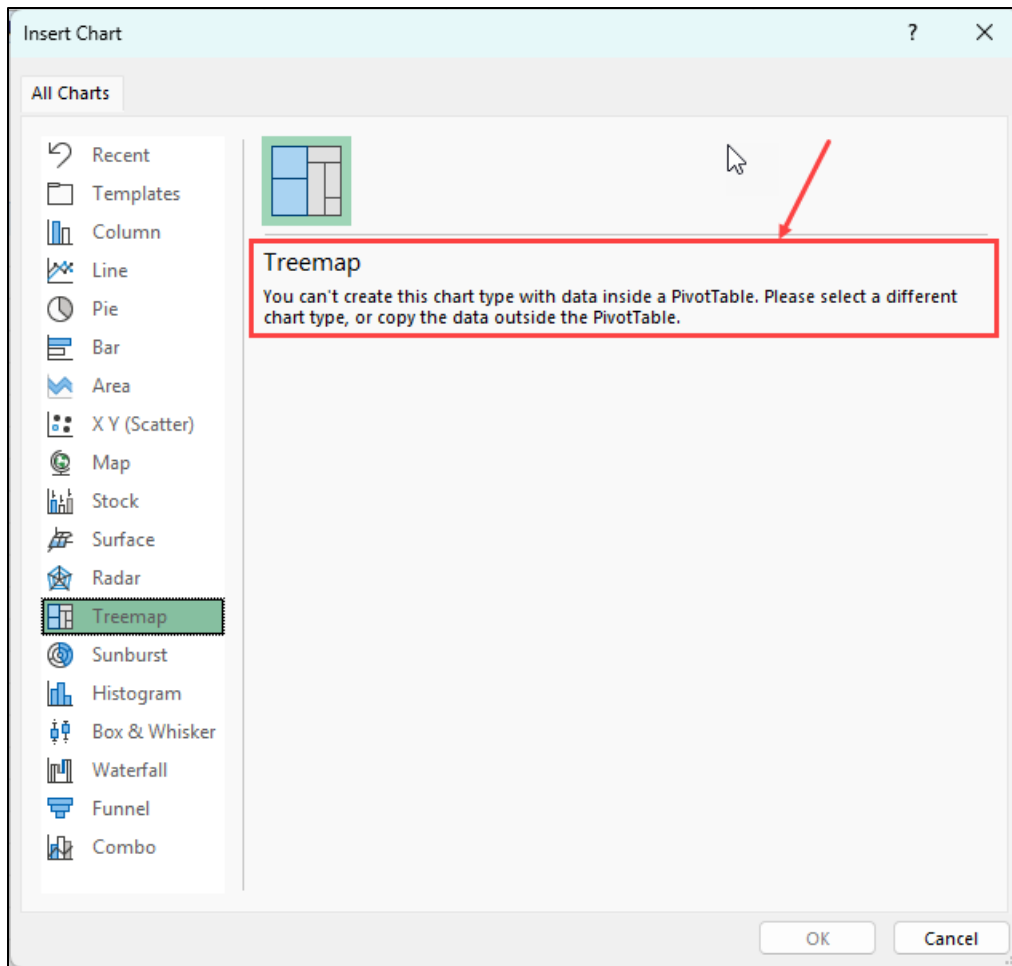 Insert Chart
?
All Charts
Recent
Templates
Column
Line
Pie
Bar
Area
X Y (Scatter)
Map
Stock
Surface
Radar
Treemap
Sunburst
Histogram
Box & Whisker
Waterfall
Funnel
Combo
Treemap
You can't create this chart type with data inside a PivotTable. Please select a different
chart type, or copy the data outside the PivotTable.
OK
Cancel